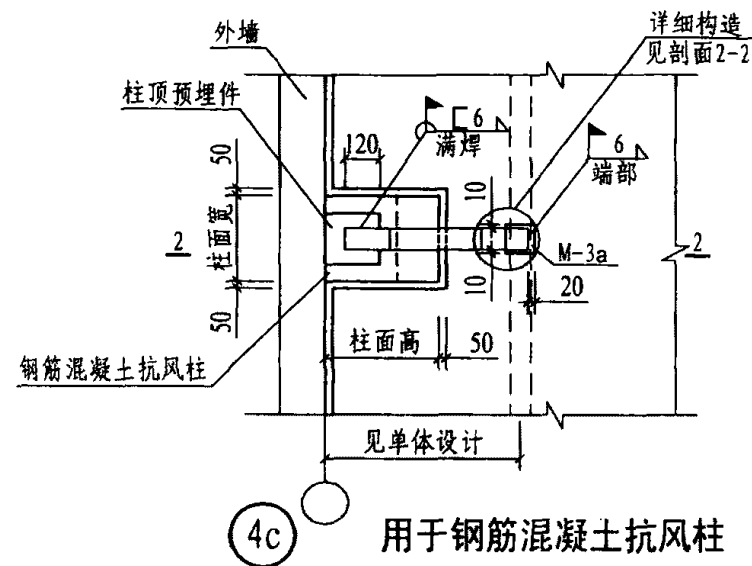 外墙
详细构造
见剖面2-2
柱顶预埋件
6
满焊
120
6
端部
50
柱面宽
50
10
10
2
2
M-3a
20
柱面高
50
钢筋混凝土抗风柱
见单体设计
4c
用于钢筋混凝土抗风柱